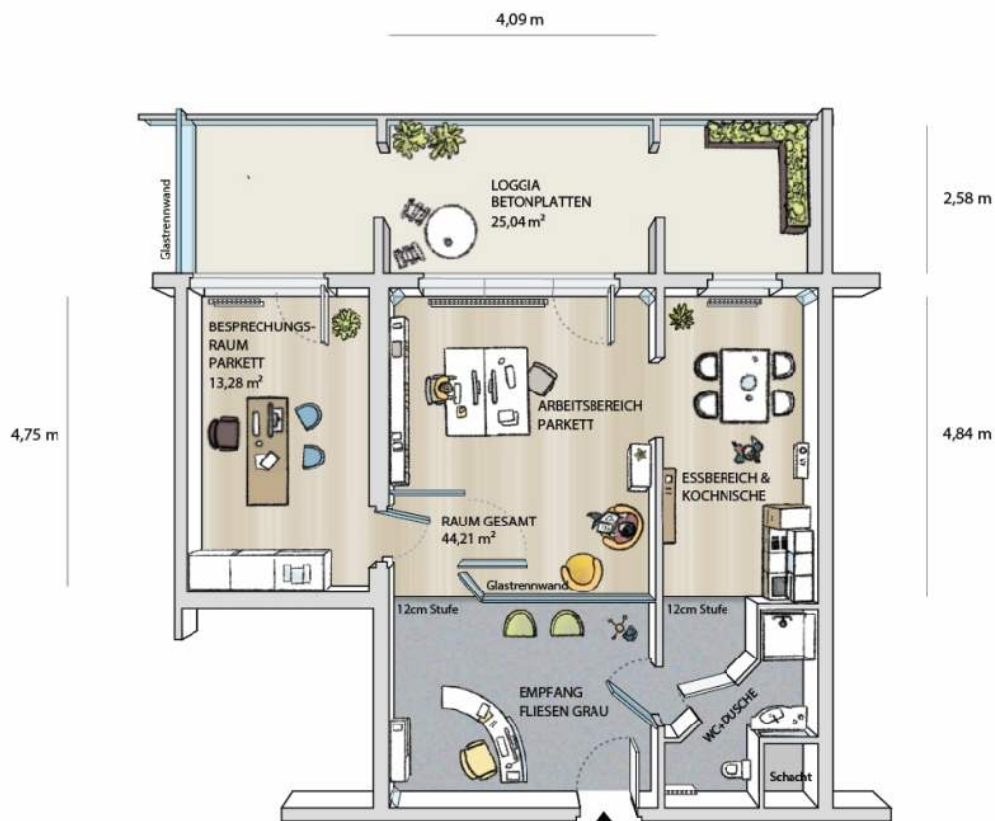 4,09 m
Glastrennwand
LOGGIA
BETONPLATTEN
25,04 m²
2,58 m
BESPRECHUNGS-
RAUM
PARKETT
13,28 m²
4,75 m
ARBEITSBEREICH
PARKETT
4,84 m
ESSBEREICH &
KOCHNISCHE
RAUM GESAMT
44,21 m²
Glastrennwand
12cm Stufe
12cm Stufe
EMPFANG
FLIESEN GRAU
WC+DUSCHE
Schacht